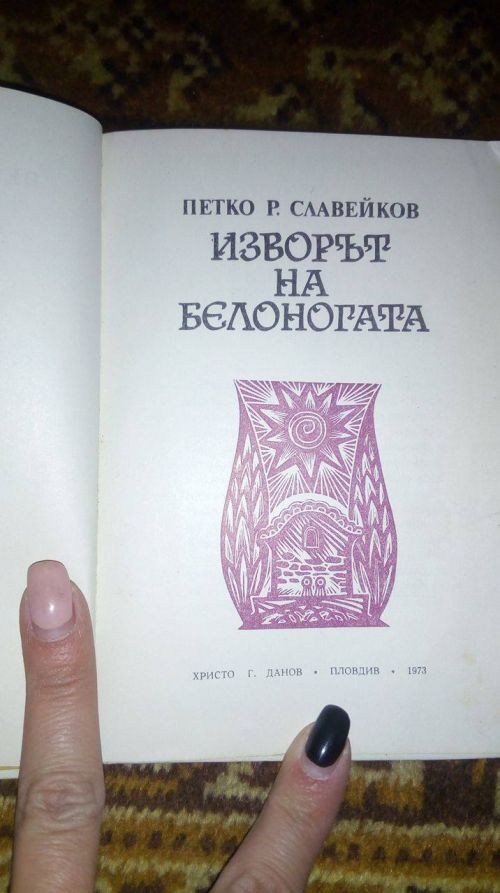 ПЕТКО Р. СЛАВЕЙКОВ
ИЗВОРЪТ
НА
БЕЛОНОГАТА
ХРИСТО Г. ДАНОВ • ПЛОВДИВ • 1973